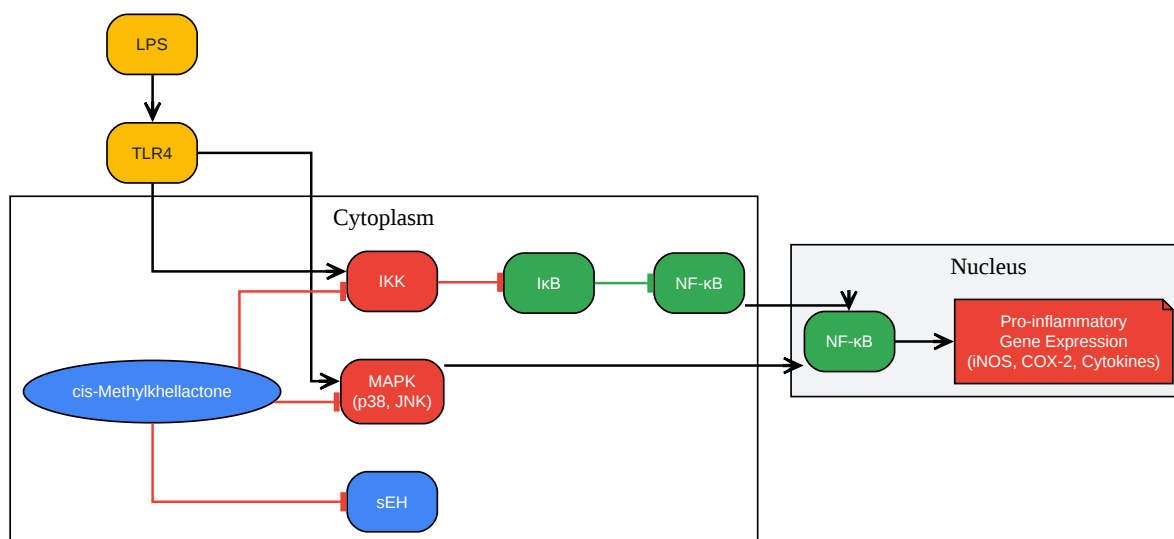 LPS
TLR4
Cytoplasm
IKK
IκB
NF-κB
Nucleus
NF-κB
Pro-inflammatory
Gene Expression
(iNOS, COX-2, Cytokines)
cis-Methylkhellactone
MAPK
(p38, JNK)
sEH